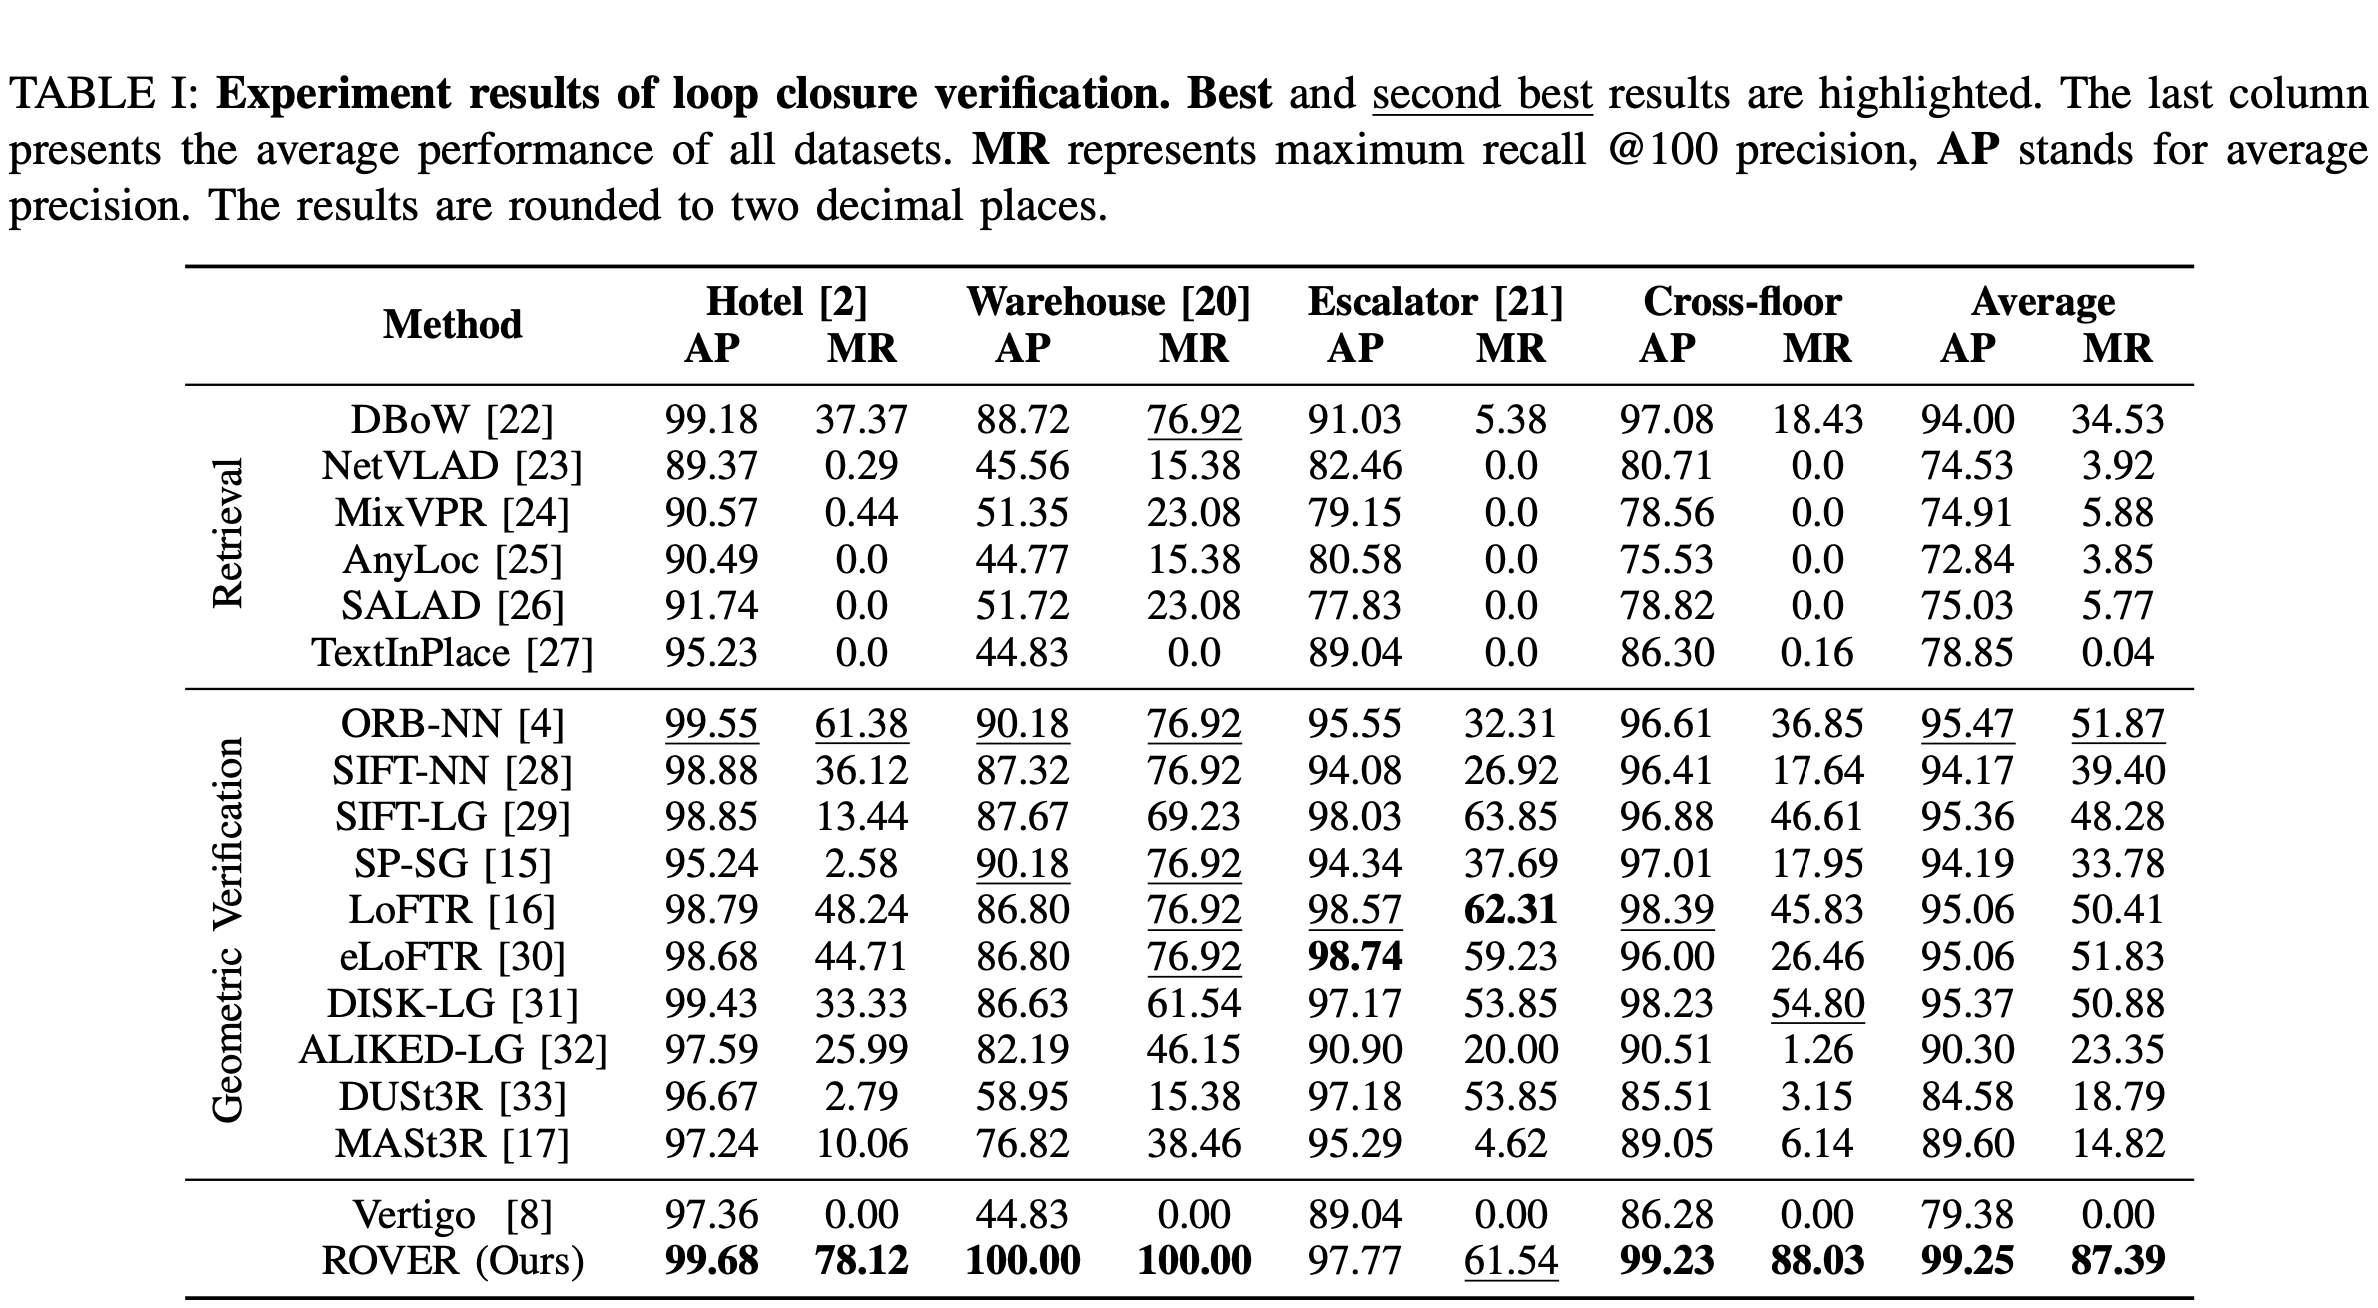 TABLE I: Experiment results of loop closure verification. Best and second best results are highlighted. The last column
presents the average performance of all datasets. MR represents maximum recall @100 precision, AP stands for average
precision. The results are rounded to two decimal places.
Method Hotel [2] Warehouse [20] Escalator [21] Cross-floor Average
AP MR AP MR AP MR AP MR AP MR
Retrieval
DBoW [22] 99.18 37.37 88.72 76.92 91.03 5.38 97.08 18.43 94.00 34.53
NetVLAD [23] 89.37 0.29 45.56 15.38 82.46 0.0 80.71 0.0 74.53 3.92
MixVPR [24] 90.57 0.44 51.35 23.08 79.15 0.0 78.56 0.0 74.91 5.88
AnyLoc [25] 90.49 0.0 44.77 15.38 80.58 0.0 75.53 0.0 72.84 3.85
SALAD [26] 91.74 0.0 51.72 23.08 77.83 0.0 78.82 0.0 75.03 5.77
TextInPlace [27] 95.23 0.0 44.83 0.0 89.04 0.0 86.30 0.16 78.85 0.04
Geometric Verification
ORB-NN [4] 99.55 61.38 90.18 76.92 95.55 32.31 96.61 36.85 95.47 51.87
SIFT-NN [28] 98.88 36.12 87.32 76.92 94.08 26.92 96.41 17.64 94.17 39.40
SIFT-LG [29] 98.85 13.44 87.67 69.23 98.03 63.85 96.88 46.61 95.36 48.28
SP-SG [15] 95.24 2.58 90.18 76.92 94.34 37.69 97.01 17.95 94.19 33.78
LoFTR [16] 98.79 48.24 86.80 76.92 98.57 62.31 98.39 45.83 95.06 50.41
eLoFTR [30] 98.68 44.71 86.80 76.92 98.74 59.23 96.00 26.46 95.06 51.83
DISK-LG [31] 99.43 33.33 86.63 61.54 97.17 53.85 98.23 54.80 95.37 50.88
ALIKED-LG [32] 97.59 25.99 82.19 46.15 90.90 20.00 90.51 1.26 90.30 23.35
DUSt3R [33] 96.67 2.79 58.95 15.38 97.18 53.85 85.51 3.15 84.58 18.79
MASt3R [17] 97.24 10.06 76.82 38.46 95.29 4.62 89.05 6.14 89.60 14.82
Vertigo [8] 97.36 0.00 44.83 0.00 89.04 0.00 86.28 0.00 79.38 0.00
ROVER (Ours) 99.68 78.12 100.00 100.00 97.77 61.54 99.23 88.03 99.25 87.39